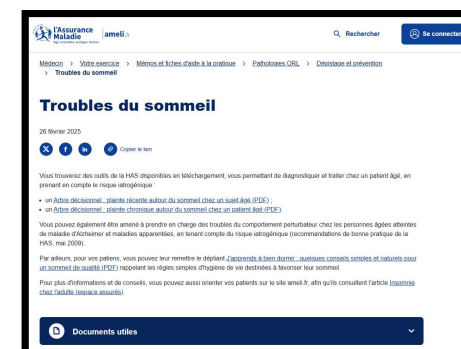 l'Assurance
Maladie
Agir ensemble, protéger chacun
ameli.fr
Rechercher
Se connecter
Médecin > Votre exercice > Mémos et fiches d'aide à la pratique > Pathologies ORL > Dépistage et prévention
> Troubles du sommeil
Troubles du sommeil
26 février 2025
X f in Copier le lien
Vous trouverez des outils de la HAS disponibles en téléchargement, vous permettant de diagnostiquer et traiter chez un patient âgé, en
prenant en compte le risque iatrogénique :
• un Arbre décisionnel : plainte récente autour du sommeil chez un sujet âgé (PDF) ;
• un Arbre décisionnel : plainte chronique autour du sommeil chez un patient âgé (PDF).
Vous pouvez également être amené à prendre en charge des troubles du comportement perturbateur chez les personnes âgées atteintes
de maladie d'Alzheimer et maladies apparentées, en tenant compte du risque iatrogénique (recommandations de bonne pratique de la
HAS, mai 2009).
Par ailleurs, pour vos patients, vous pouvez leur remettre le dépliant J'apprends à bien dormir : quelques conseils simples et naturels pour
un sommeil de qualité (PDF) rappelant les règles simples d'hygiène de vie destinées à favoriser leur sommeil.
Pour plus d'informations et de conseils, vous pouvez aussi orienter vos patients sur le site ameli.fr, afin qu'ils consultent l'article Insomnie
chez l'adulte (espace assurés).
Documents utiles